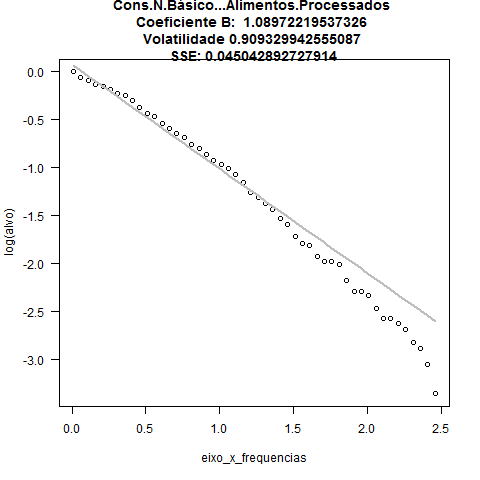 Cons.N.Básico...Alimentos.Processados
Coeficiente B:  1.08972219537326
Volatilidade 0.909329942555087
SSE: 0.045042892727914
0.0
-0.5
-1.0
-1.5
-2.0
-2.5
-3.0
log(alvo)
0.0 0.5 1.0 1.5 2.0 2.5
eixo_x_frequencias